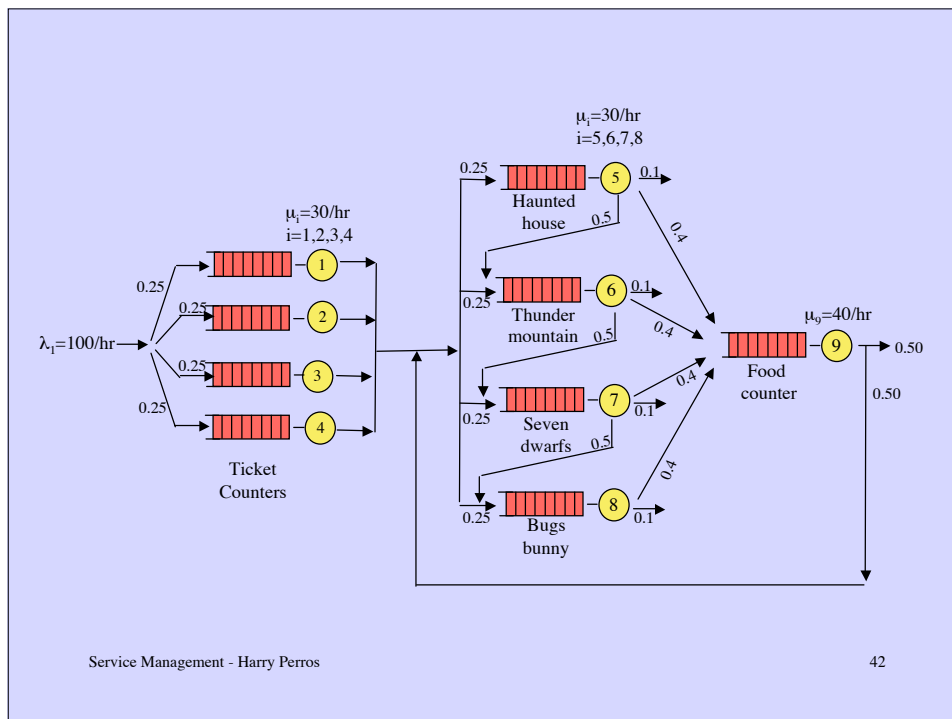 μi=30/hr
i=5,6,7,8
0.25
5
0.1
Haunted
house
0.5
0.4
μi=30/hr
i=1,2,3,4
0.25
1
0.25
6
0.1
Thunder
mountain
0.4
0.25
2
0.5
μ9=40/hr
λ1=100/hr
9
0.50
0.25
3
Food
counter
0.4
0.50
0.25
7
0.1
0.25
4
Seven
dwarfs
0.5
0.4
Ticket
Counters
0.25
8
0.1
Bugs
bunny
Service Management - Harry Perros
42